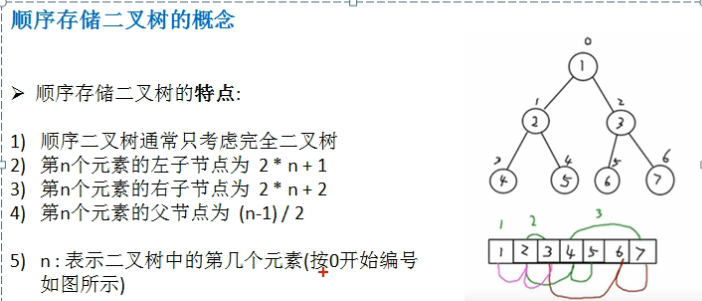 顺序存储二叉树的概念
➢ 顺序存储二叉树的特点:
1) 顺序二叉树通常只考虑完全二叉树
2) 第n个元素的左子节点为 2 * n + 1
3) 第n个元素的右子节点为 2 * n + 2
4) 第n个元素的父节点为 (n-1) / 2
5) n : 表示二叉树中的第几个元素(按0开始编号
如图所示)
0
1
1 2
2 3
3 4 5 6
4 5 6 7
1 2 3
1 2 3 4 5 6 7